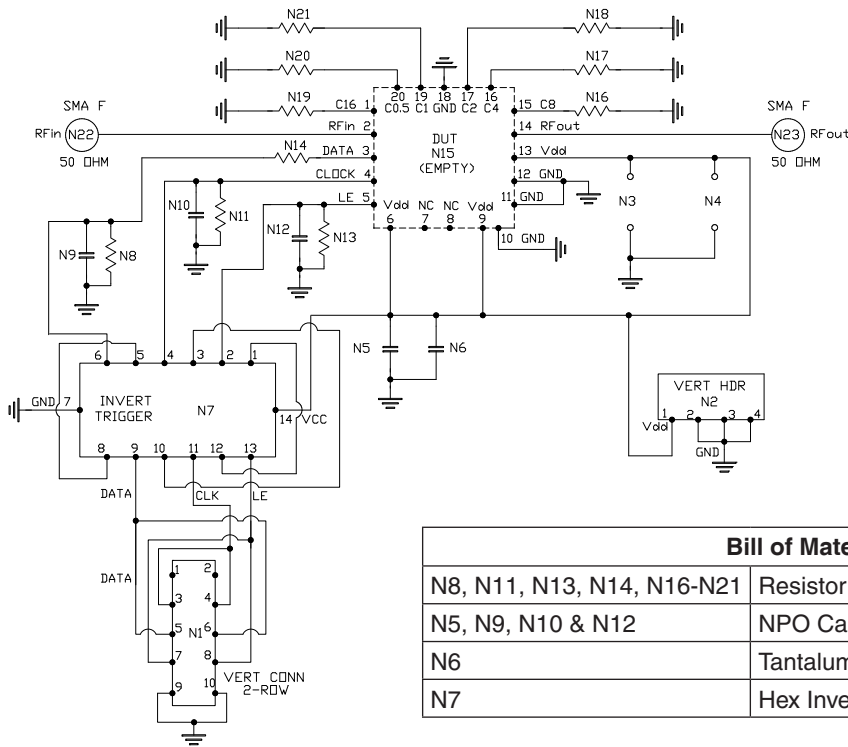 N21
N18
N20
N17
N19
N16
20 19 18 17 16
C0.5 C1 GND C2 C4
C16 1
15 C8
SMA F
RFin N22
50 OHM
RFin 2
14 RFout
SMA F
N23 RFout
50 OHM
DUT
N15
(EMPTY)
N14
DATA 3
13 Vdd
CLOCK 4
12 GND
LE 5
11
GND
Vdd NC NC Vdd
6 7 8 9
10 GND
N10
N11
N12
N13
N9
N8
N3
N4
N5
N6
6 5 4 3 2 1
GND 7
INVERT
TRIGGER
N7
14 VCC
8 9 10 11 12 13
DATA
CLK
LE
VERT HDR
N2
1 2 3 4
Vdd
GND
DATA
1 2
3 4
5 N1 6
7 8
9 10
VERT CONN
2-ROW
Bill of Mate
N8, N11, N13, N14, N16-N21 Resistor
N5, N9, N10 & N12 NPO Ca
N6 Tantalum
N7 Hex Inve